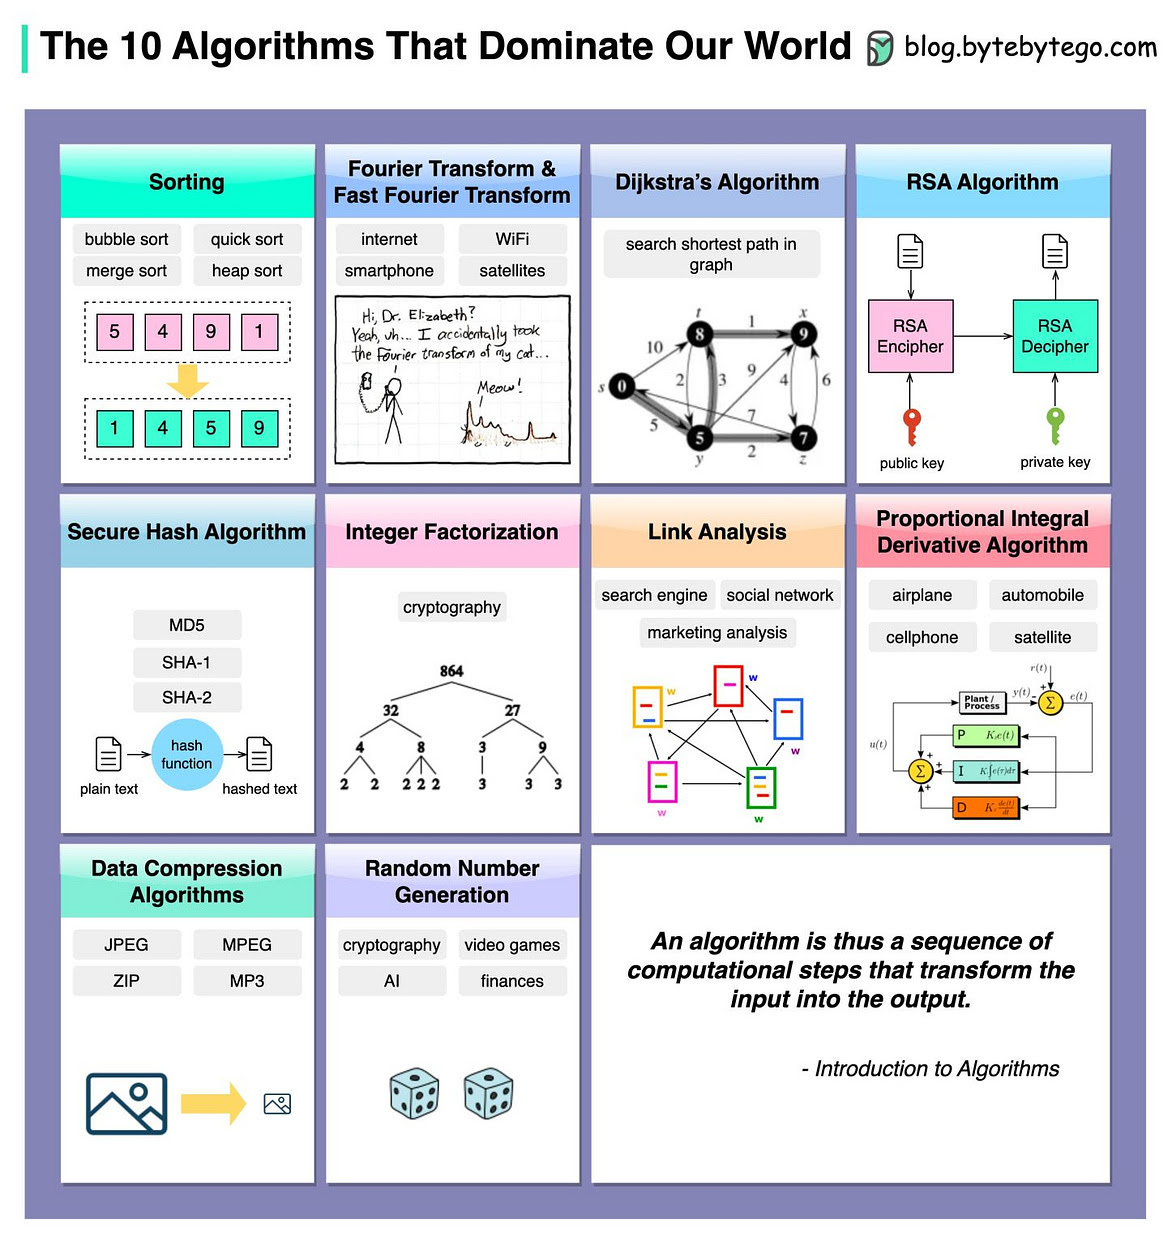 The 10 Algorithms That Dominate Our World
blog.bytebytego.com
Sorting
bubble sort
quick sort
merge sort
heap sort
5 4 9 1
1 4 5 9
Fourier Transform &
Fast Fourier Transform
internet
WiFi
smartphone
satellites
Hi, Dr. Elizabeth?
Yeah, uh... I accidentally took
the Fourier transform of my cat...
Meow!
Dijkstra's Algorithm
search shortest path in
graph
t 1 x
8 9
10
2 3 9 4 6
s 0
5 7
5 7
y 2 z
RSA Algorithm
RSA
Encipher
RSA
Decipher
public key
private key
Secure Hash Algorithm
MD5
SHA-1
SHA-2
hash
function
plain text
hashed text
Integer Factorization
cryptography
864
32 27
4 8 3 9
2 2 2 2 2 3 3 3
Link Analysis
search engine
social network
marketing analysis
w
w
w
w
w
Proportional Integral
Derivative Algorithm
airplane
automobile
cellphone
satellite
r(t)
Plant /
Process
y(t)
- +
Σ
e(t)
u(t)
P K e(t)
Σ
+ + +
I K ∫e(τ)dτ
D K de(t)/dt
Data Compression
Algorithms
JPEG
MPEG
ZIP
MP3
Random Number
Generation
cryptography
video games
AI
finances
An algorithm is thus a sequence of
computational steps that transform the
input into the output.
- Introduction to Algorithms